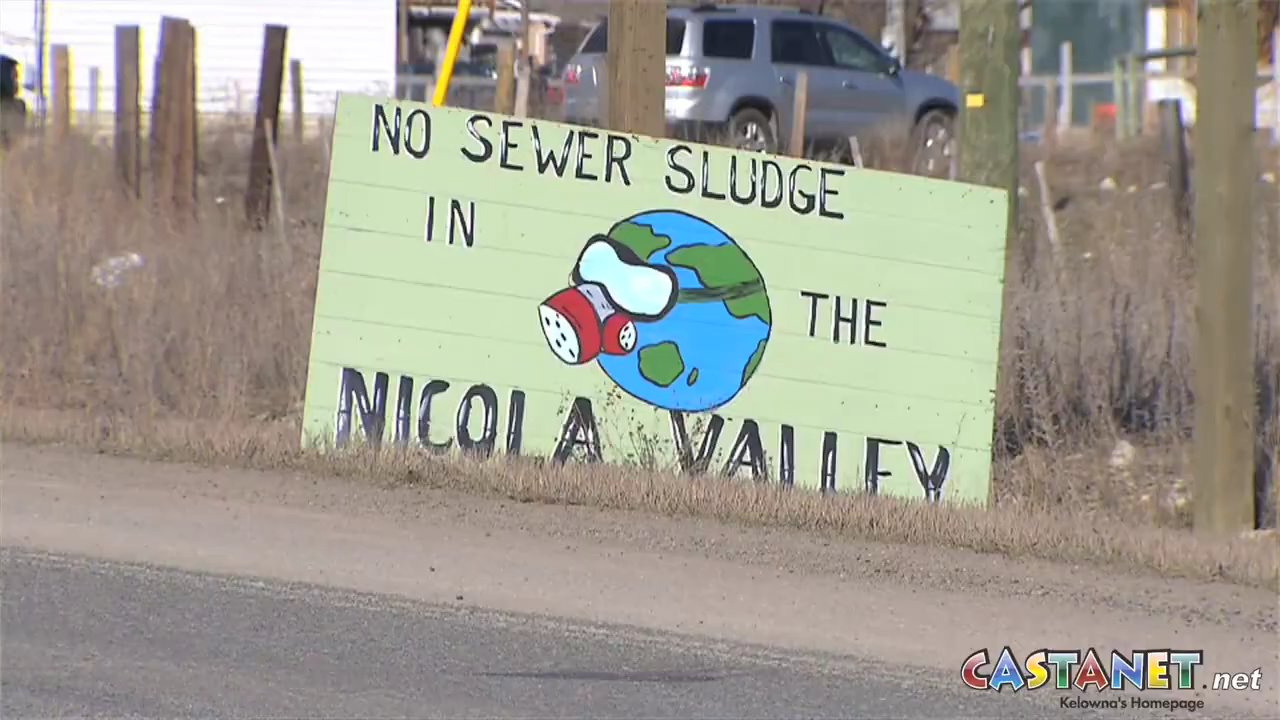 NO SEWER SLUDGE
IN
THE
NICOLA VALLEY
CASTANET.net
Kelowna's Homepage